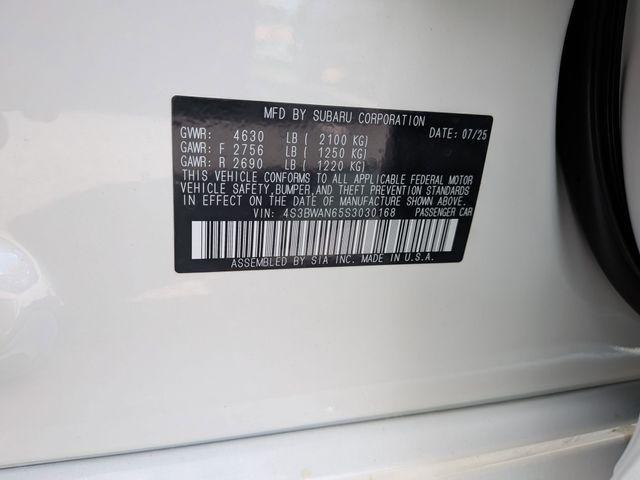 MFD BY SUBARU CORPORATION
GVWR: 4630 LB ( 2100 KG) DATE: 07/25
GAWR: F 2756 LB ( 1250 KG)
GAWR: R 2690 LB ( 1220 KG)
THIS VEHICLE CONFORMS TO ALL APPLICABLE FEDERAL MOTOR
VEHICLE SAFETY,BUMPER,AND THEFT PREVENTION STANDARDS
IN EFFECT ON THE DATE OF MANUFACTURE SHOWN ABOVE.
VIN: 4S3BWAN65S3030168 PASSENGER CAR
ASSEMBLED BY SIA INC. MADE IN U.S.A.